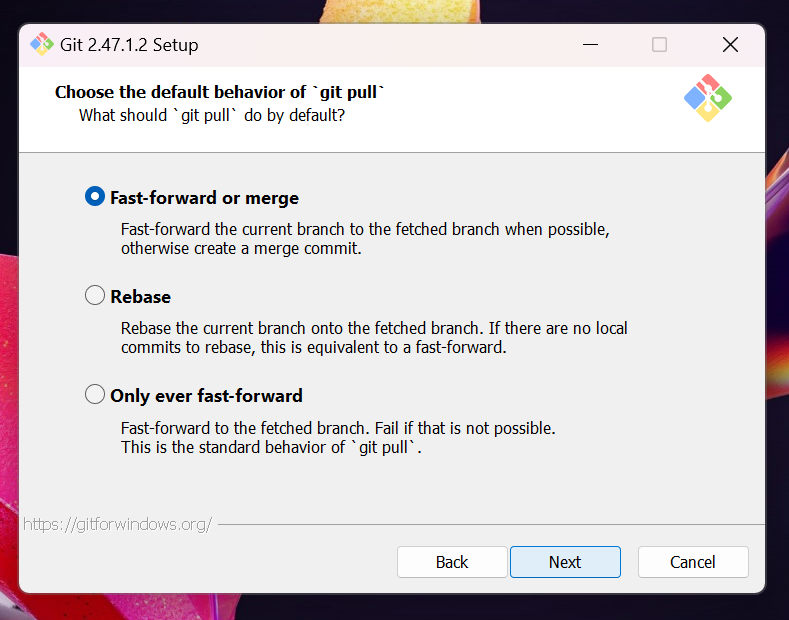 Git 2.47.1.2 Setup
Choose the default behavior of `git pull`
What should `git pull` do by default?
Fast-forward or merge
Fast-forward the current branch to the fetched branch when possible,
otherwise create a merge commit.
Rebase
Rebase the current branch onto the fetched branch. If there are no local
commits to rebase, this is equivalent to a fast-forward.
Only ever fast-forward
Fast-forward to the fetched branch. Fail if that is not possible.
This is the standard behavior of `git pull`.
https://gitforwindows.org/
Back
Next
Cancel